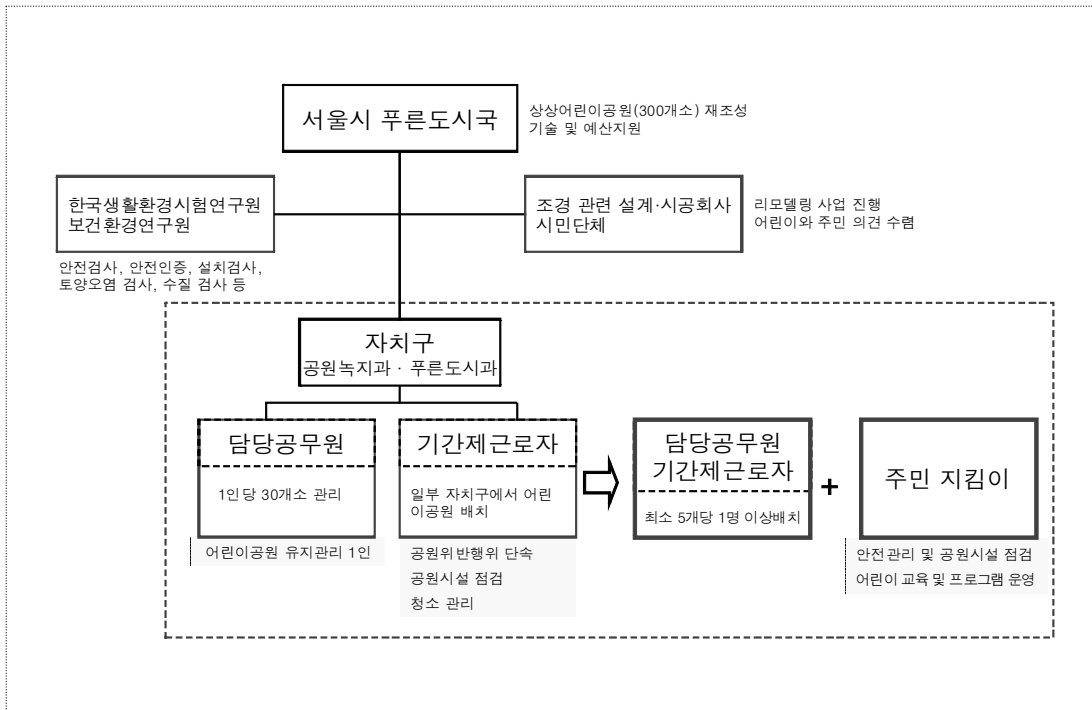 서울시 푸른도시국
상상어린이공원(300개소) 재조성
기술 및 예산지원
한국생활환경시험연구원
보건환경연구원
안전검사, 안전인증, 설치검사,
토양오염 검사, 수질 검사 등
조경 관련 설계·시공회사
시민단체
리모델링 사업 진행
어린이와 주민 의견 수렴
자치구
공원녹지과 · 푸른도시과
담당공무원
1인당 30개소 관리
어린이공원 유지관리 1인
기간제근로자
일부 자치구에서 어린
이공원 배치
공원위반행위 단속
공원시설 점검
청소 관리
담당공무원
기간제근로자
최소 5개당 1명 이상배치
+
주민 지킴이
안전관리 및 공원시설 점검
어린이 교육 및 프로그램 운영